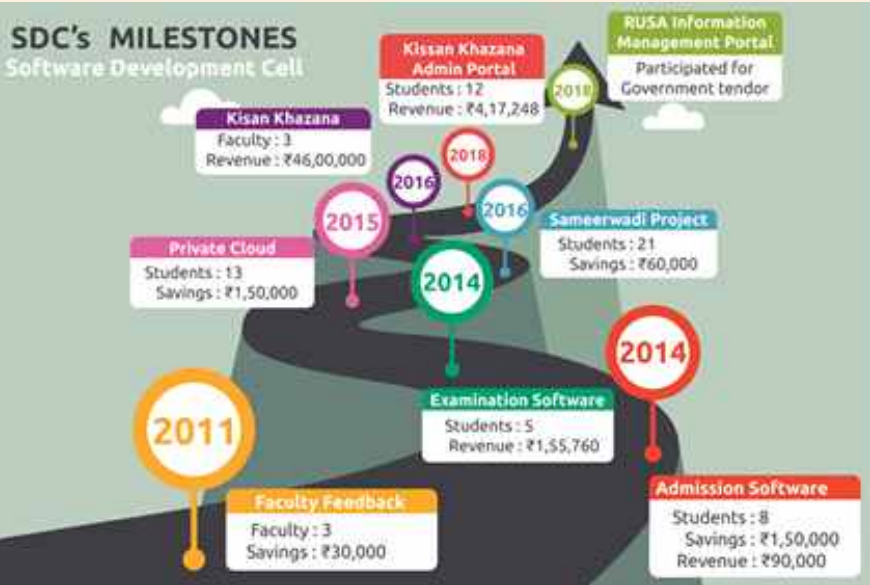 SDC's MILESTONES
Software Development Cell
RUSA Information
Management Portal
Participated for
Government tendor
2018
Kissan Khazana
Admin Portal
Students : 12
Revenue : ₹4,17,248
2018
Kisan Khazana
Faculty : 3
Revenue : ₹46,00,000
2016
2016
Sameerwadi Project
Students : 21
Savings : ₹60,000
2015
Private Cloud
Students : 13
Savings : ₹1,50,000
2014
Examination Software
Students : 5
Revenue : ₹1,55,760
2014
Admission Software
Students : 8
Savings : ₹1,50,000
Revenue : ₹90,000
2011
Faculty Feedback
Faculty : 3
Savings : ₹30,000